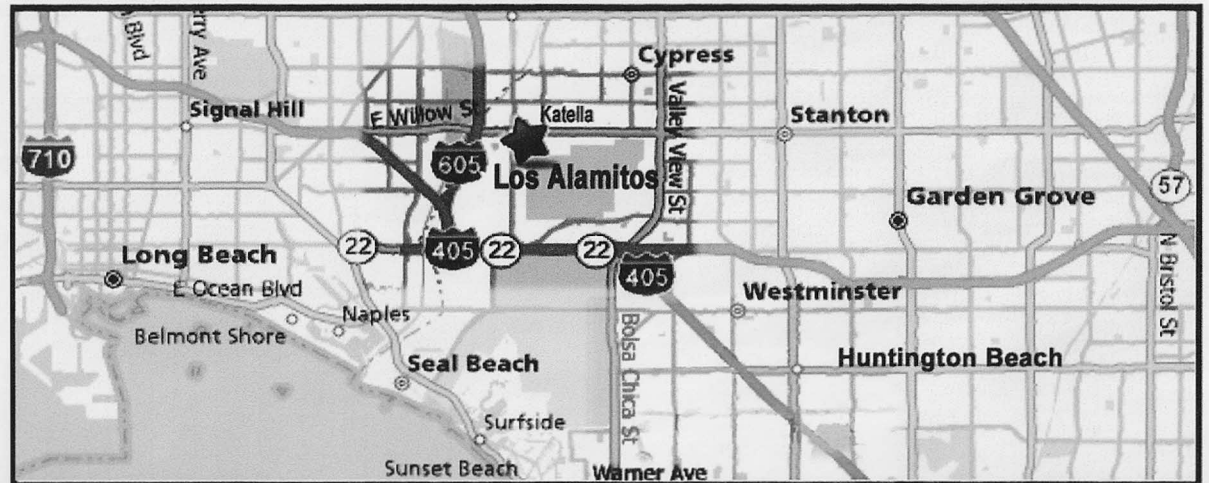 Blvd
erry Ave
Cypress
Signal Hill
E Willow St
Katella
Valley View St
Stanton
710
605
Los Alamitos
57
Garden Grove
22
405
22
22
405
Long Beach
E Ocean Blvd
Westminster
N Bristol St
Naples
Belmont Shore
Bolsa Chica St
Huntington Beach
Seal Beach
Surfside
Sunset Beach
Warner Ave